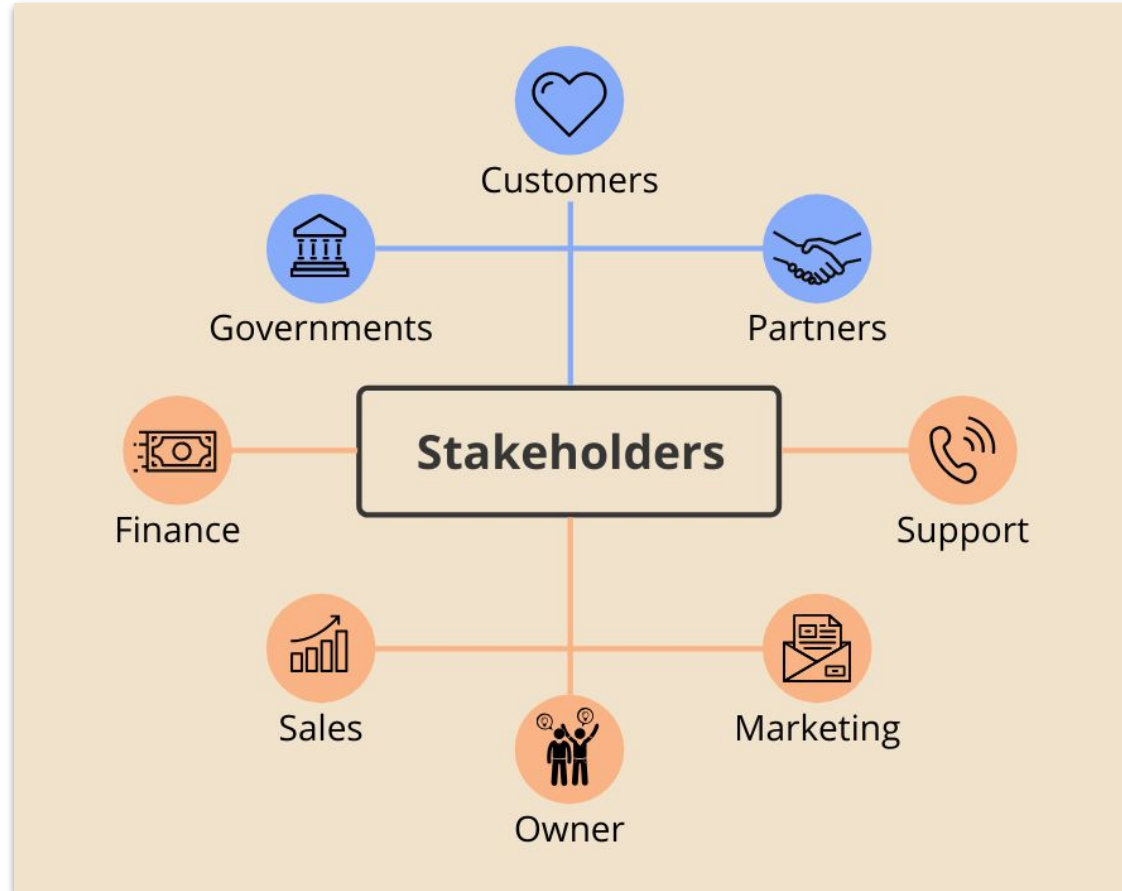 Customers
Governments
Partners
Stakeholders
Finance
Support
Sales
Marketing
Owner